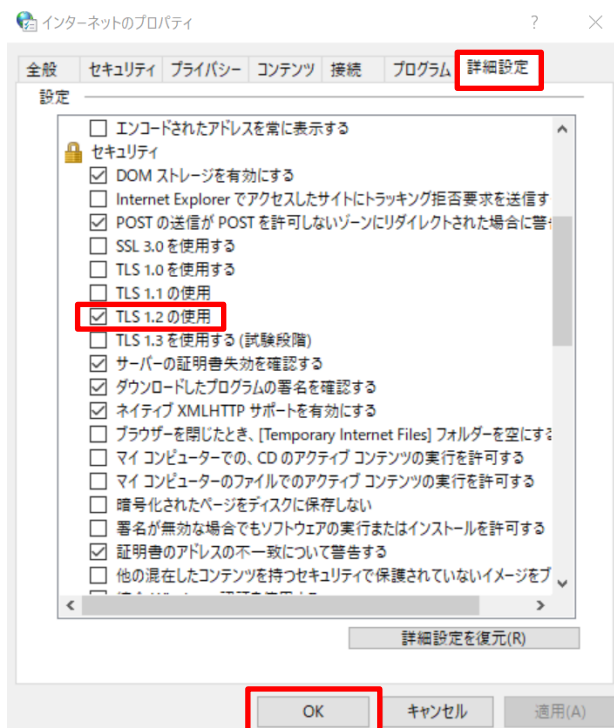 インターネットのプロパティ ? ×
全般 セキュリティ プライバシー コンテンツ 接続 プログラム 詳細設定
設定
エンコードされたアドレスを常に表示する
セキュリティ
DOM ストレージを有効にする
Internet Explorer でアクセスしたサイトにトラッキング拒否要求を送信す
POST の送信が POST を許可しないゾーンにリダイレクトされた場合に警
SSL 3.0 を使用する
TLS 1.0 を使用する
TLS 1.1 の使用
TLS 1.2 の使用
TLS 1.3 を使用する (試験段階)
サーバーの証明書失効を確認する
ダウンロードしたプログラムの署名を確認する
ネイティブ XMLHTTP サポートを有効にする
ブラウザーを閉じたとき、[Temporary Internet Files] フォルダーを空にする
マイ コンピューターでの、CD のアクティブ コンテンツの実行を許可する
マイ コンピューターのファイルでのアクティブ コンテンツの実行を許可する
暗号化されたページをディスクに保存しない
署名が無効な場合でもソフトウェアの実行またはインストールを許可する
証明書のアドレスの不一致について警告する
他の混在したコンテンツを持つセキュリティで保護されていないイメージをブ
詳細設定を復元(R)
OK キャンセル 適用(A)